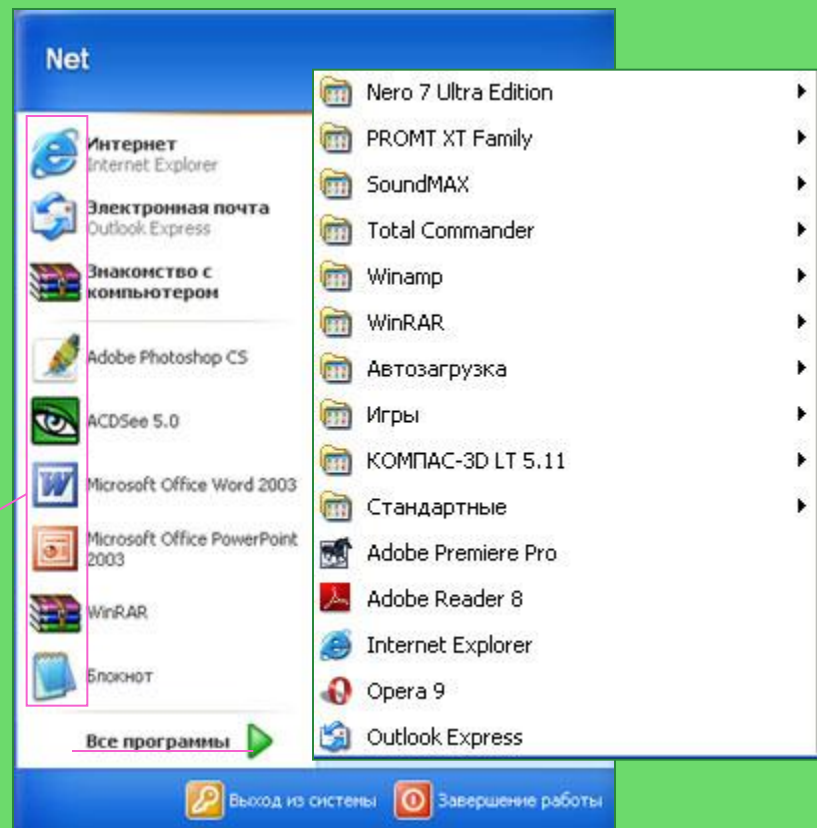 Net
Интернет
Internet Explorer
Электронная почта
Outlook Express
Знакомство с
компьютером
Adobe Photoshop CS
ACDSee 5.0
Microsoft Office Word 2003
Microsoft Office PowerPoint
2003
WinRAR
Блокнот
Все программы
Nero 7 Ultra Edition
PROMT XT Family
SoundMAX
Total Commander
Winamp
WinRAR
Автозагрузка
Игры
КОМПАС-3D LT 5.11
Стандартные
Adobe Premiere Pro
Adobe Reader 8
Internet Explorer
Opera 9
Outlook Express
Выход из системы
Завершение работы